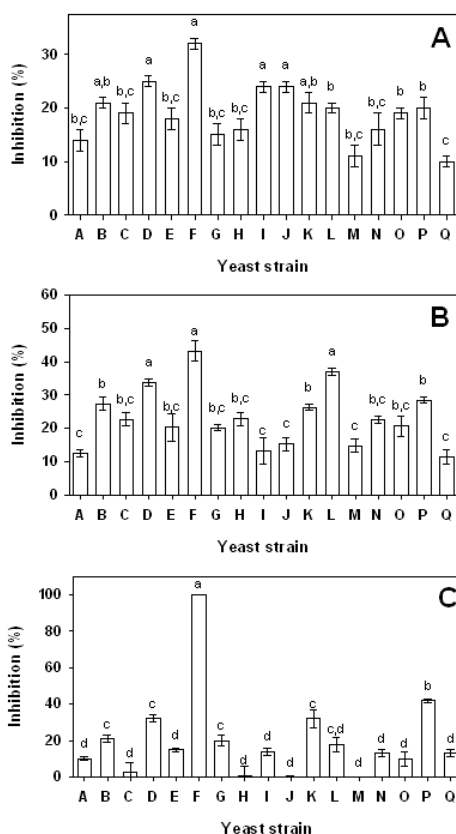 A
Inhibition (%)
30
20
10
0
b,c a,b b,c a b,c a b,c b,c a a a,b b b,c b,c b b c
A B C D E F G H I J K L M N O P Q
Yeast strain
B
Inhibition (%)
60
50
40
30
20
10
0
c b b,c a b,c a b,c b,c c c b a c b,c b,c b c
A B C D E F G H I J K L M N O P Q
Yeast strain
C
Inhibition (%)
100
80
60
40
20
0
d c d c d a c d d d c c,d d d d b d
A B C D E F G H I J K L M N O P Q
Yeast strain